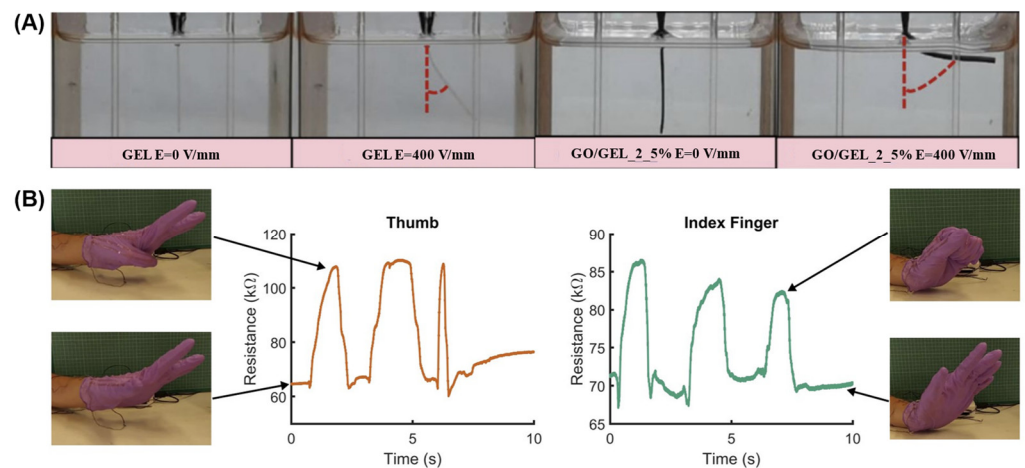 (A)
GEL E=0 V/mm
GEL E=400 V/mm
GO/GEL_2_5% E=0 V/mm
GO/GEL_2_5% E=400 V/mm
(B)
Thumb
Resistance (kΩ)
120
100
80
60
0
5
10
Time (s)
Index Finger
Resistance (kΩ)
90
85
80
75
70
65
0
5
10
Time (s)